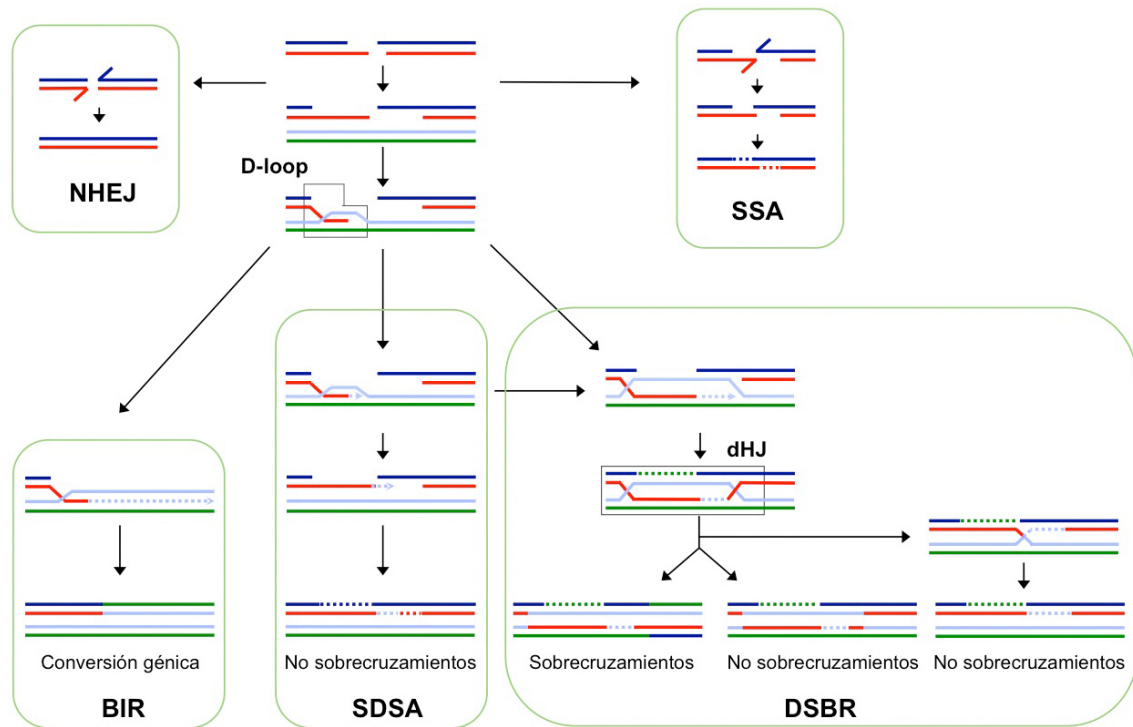 D-loop
NHEJ
SSA
dHJ
Conversión génica
BIR
No sobrecruzamientos
SDSA
Sobrecruzamientos
No sobrecruzamientos
No sobrecruzamientos
DSBR